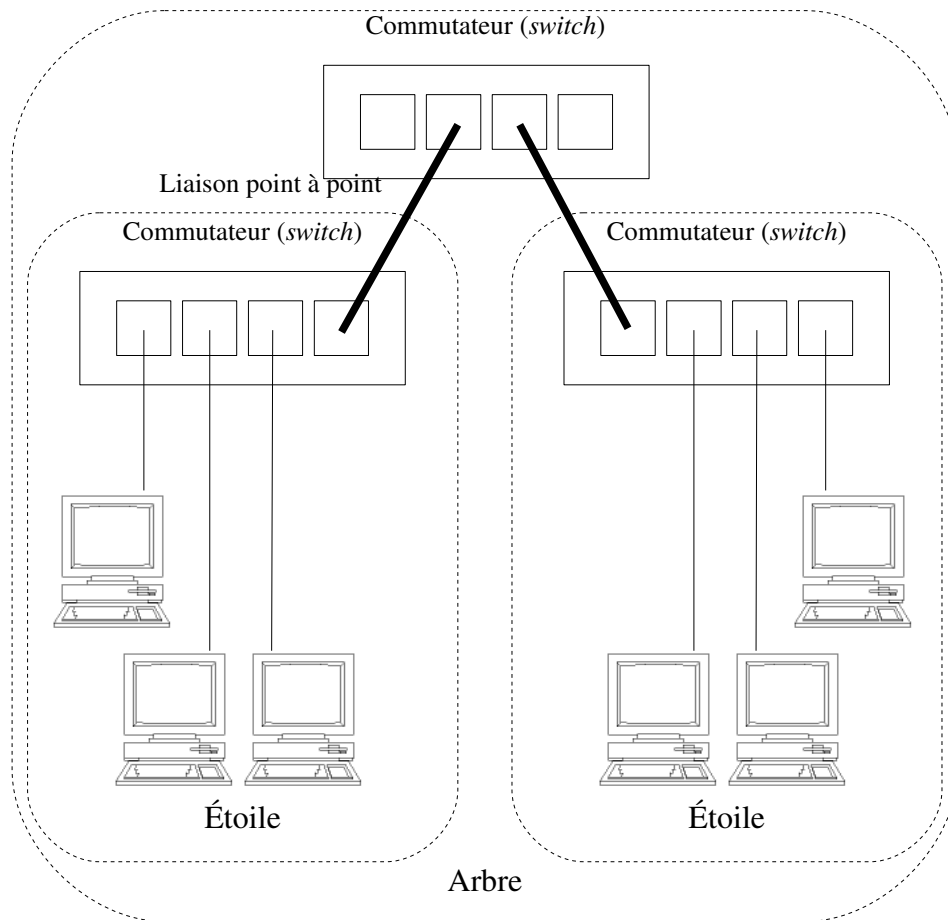 Commutateur (switch)
Liaison point à point
Commutateur (switch)
Commutateur (switch)
Étoile
Étoile
Arbre